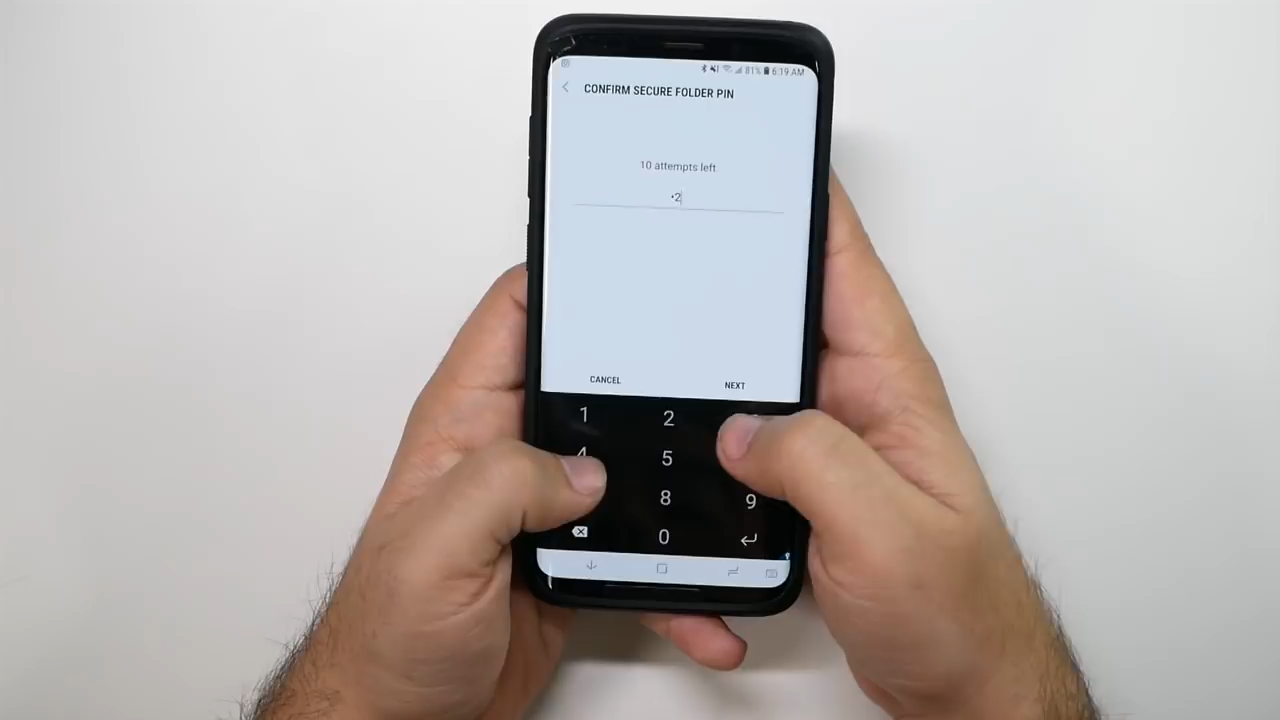 81% 6:19 AM
CONFIRM SECURE FOLDER PIN
10 attempts left
•2
CANCEL NEXT
1 2
4 5
8 9
0